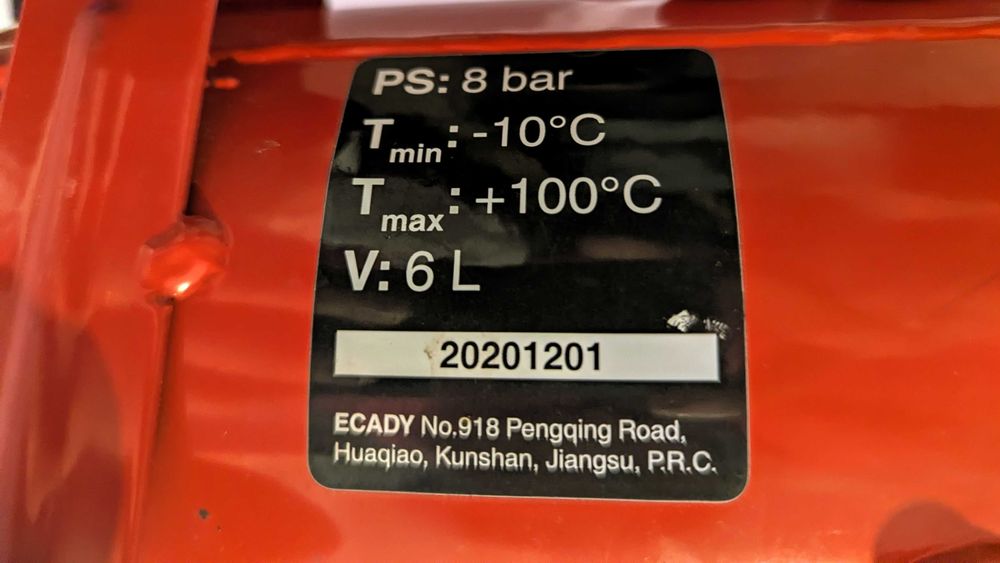 PS: 8 bar
Tmin: -10°C
Tmax: +100°C
V: 6 L
20201201
ECADY No.918 Pengqing Road,
Huaqiao, Kunshan, Jiangsu, P.R.C.